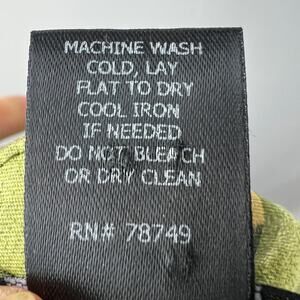 MACHINE WASH
COLD, LAY
FLAT TO DRY
COOL IRON
IF NEEDED
DO NOT BLEACH
OR DRY CLEAN
RN# 78749